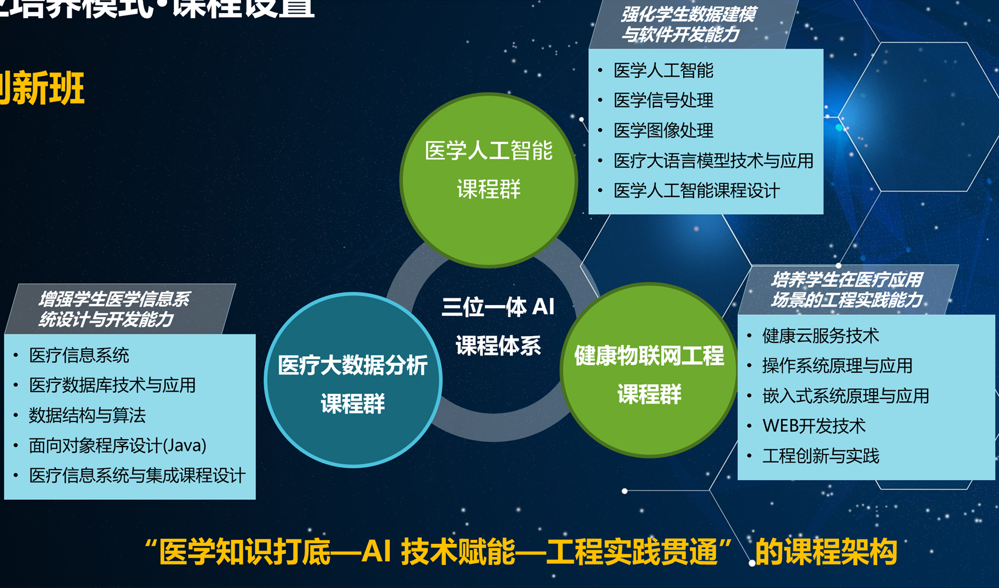 培养模式•课程设置
创新班
强化学生数据建模
与软件开发能力
• 医学人工智能
• 医学信号处理
• 医学图像处理
• 医疗大语言模型技术与应用
• 医学人工智能课程设计
医学人工智能
课程群
三位一体 AI
课程体系
增强学生医学信息系
统设计与开发能力
• 医疗信息系统
• 医疗数据库技术与应用
• 数据结构与算法
• 面向对象程序设计(Java)
• 医疗信息系统与集成课程设计
医疗大数据分析
课程群
健康物联网工程
课程群
培养学生在医疗应用
场景的工程实践能力
• 健康云服务技术
• 操作系统原理与应用
• 嵌入式系统原理与应用
• WEB开发技术
• 工程创新与实践
“医学知识打底—AI 技术赋能—工程实践贯通” 的课程架构